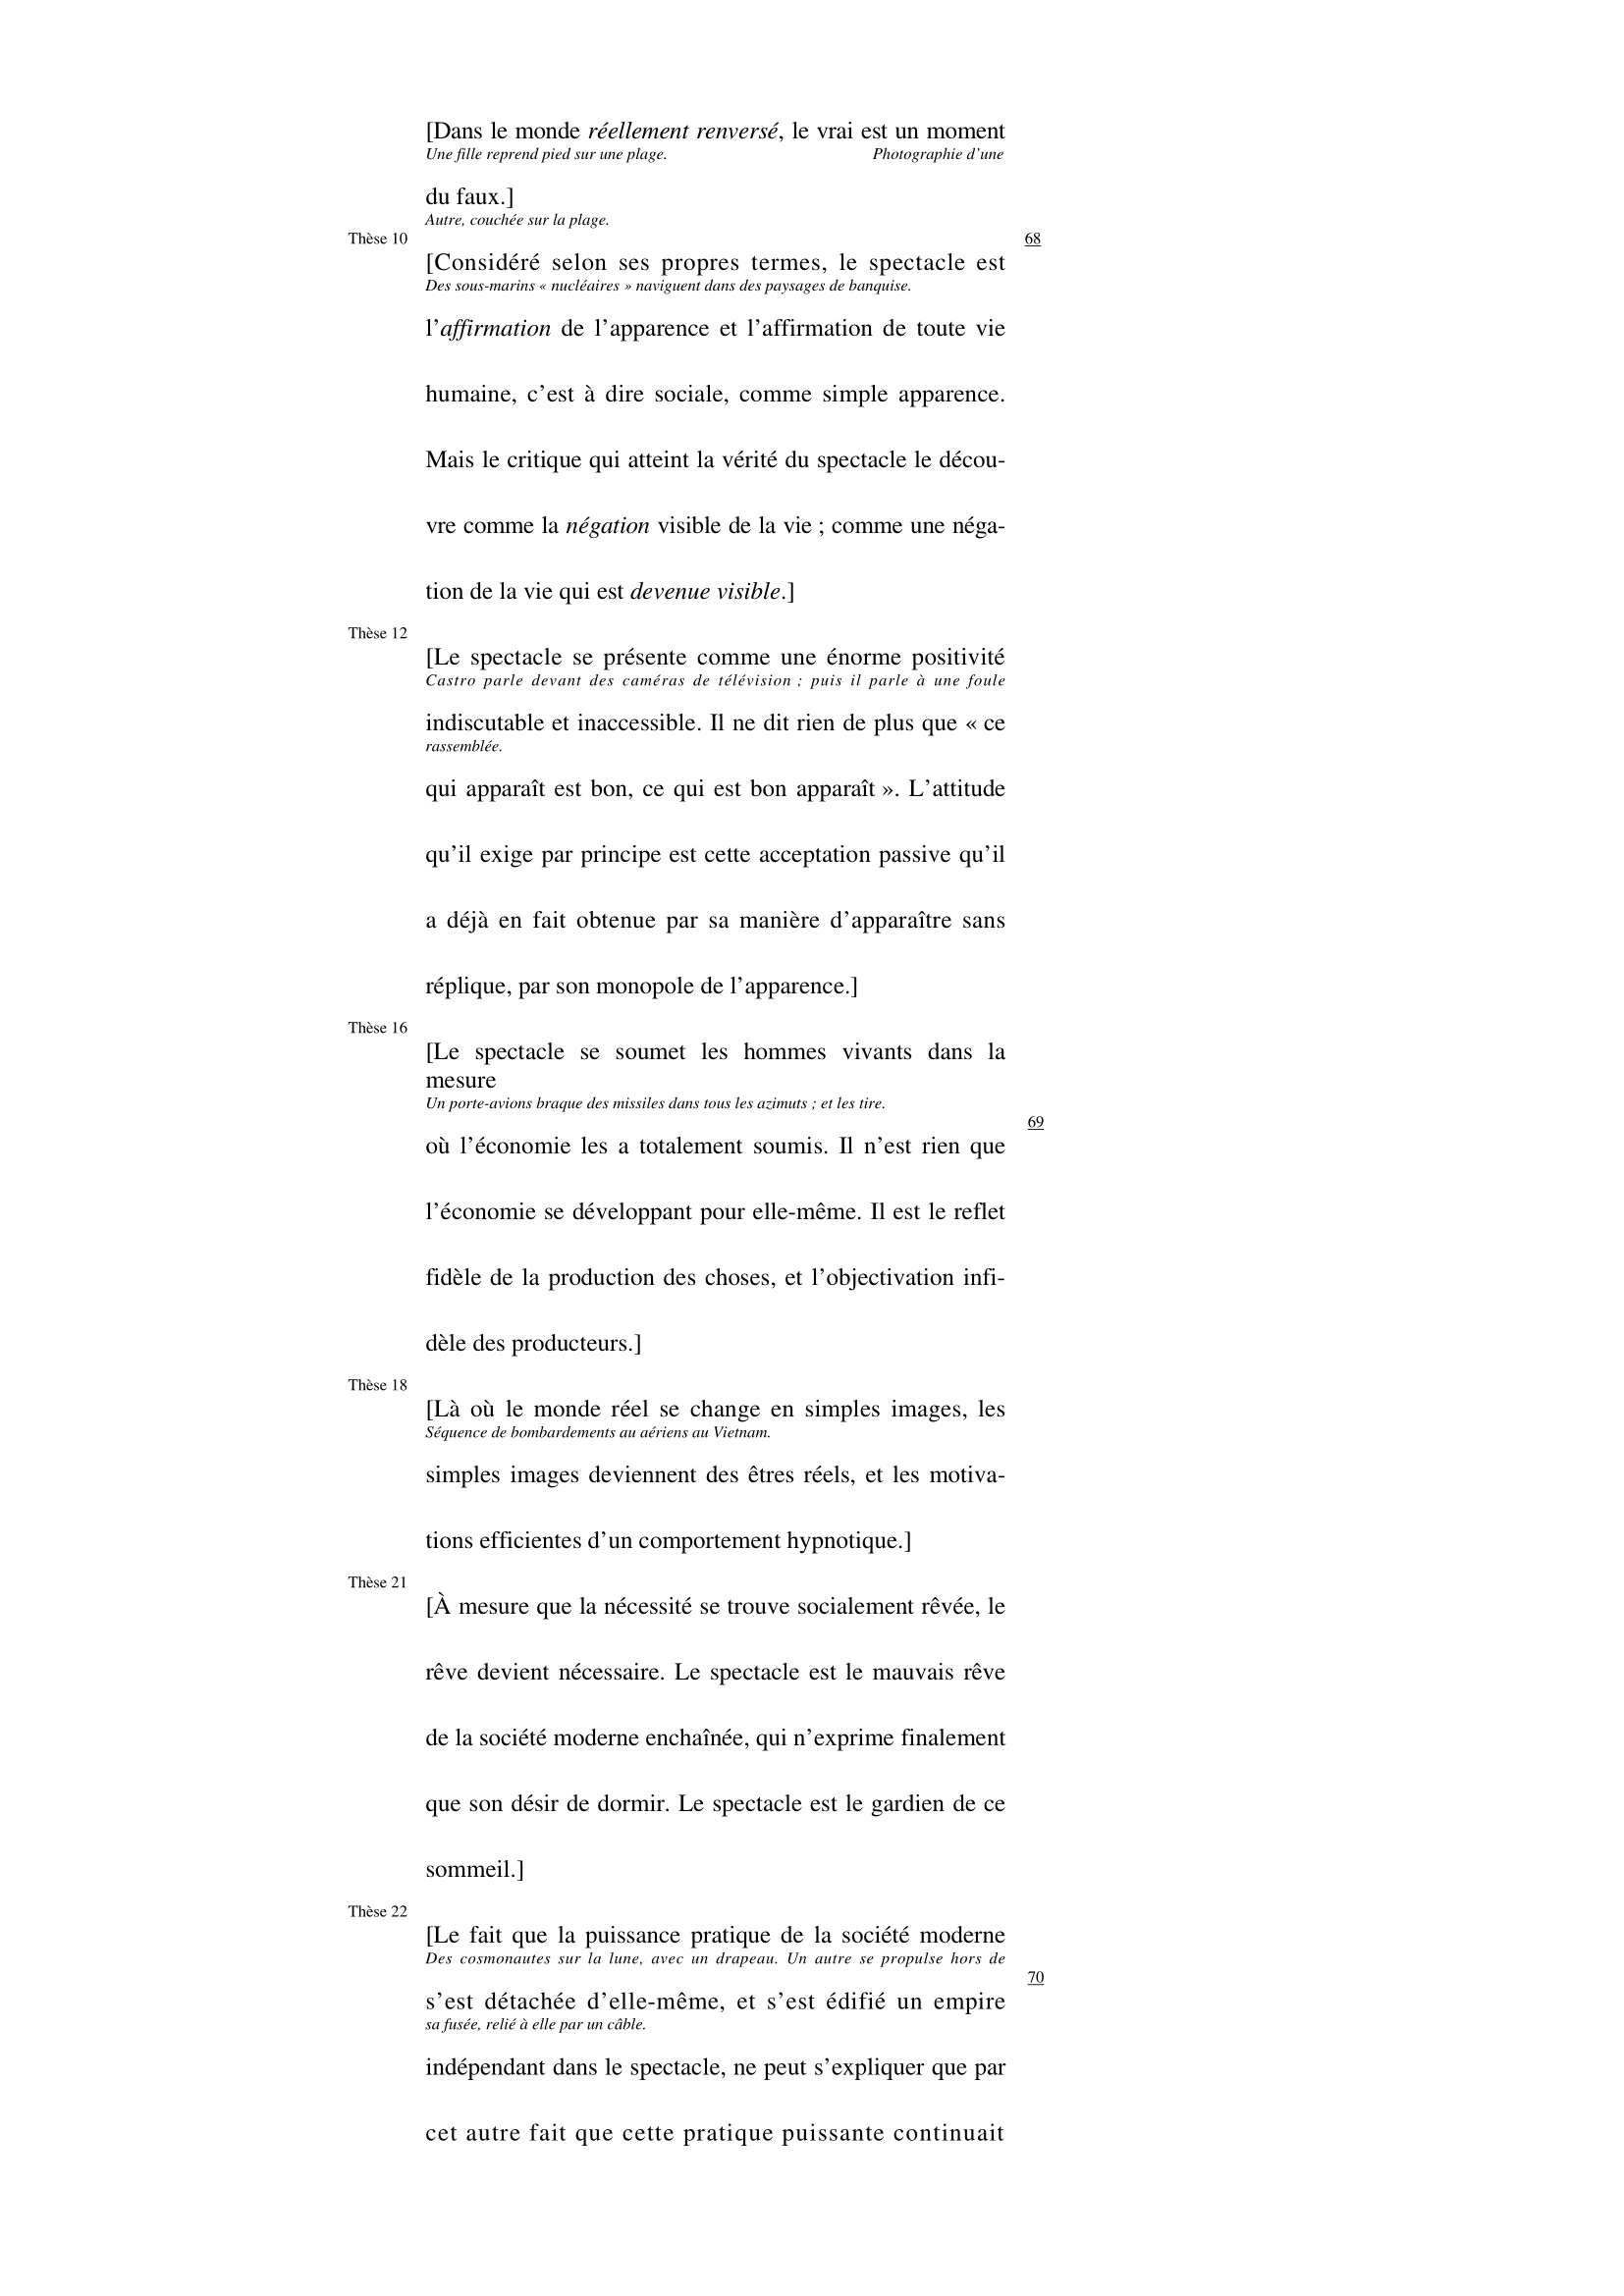 [Dans le monde réellement renversé, le vrai est un moment
Une fille reprend pied sur une plage. Photographie d’une
du faux.]
Autre, couchée sur la plage.
Thèse 10
68
[Considéré selon ses propres termes, le spectacle est
Des sous-marins « nucléaires » naviguent dans des paysages de banquise.
l’affirmation de l’apparence et l’affirmation de toute vie
humaine, c’est à dire sociale, comme simple apparence.
Mais le critique qui atteint la vérité du spectacle le décou-
vre comme la négation visible de la vie ; comme une néga-
tion de la vie qui est devenue visible.]
Thèse 12
[Le spectacle se présente comme une énorme positivité
Castro parle devant des caméras de télévision ; puis il parle à une foule
indiscutable et inaccessible. Il ne dit rien de plus que « ce
rassemblée.
qui apparaît est bon, ce qui est bon apparaît ». L’attitude
qu’il exige par principe est cette acceptation passive qu’il
a déjà en fait obtenue par sa manière d’apparaître sans
réplique, par son monopole de l’apparence.]
Thèse 16
[Le spectacle se soumet les hommes vivants dans la
mesure
Un porte-avions braque des missiles dans tous les azimuts ; et les tire.
69
où l’économie les a totalement soumis. Il n’est rien que
l’économie se développant pour elle-même. Il est le reflet
fidèle de la production des choses, et l’objectivation infi-
dèle des producteurs.]
Thèse 18
[Là où le monde réel se change en simples images, les
Séquence de bombardements au aériens au Vietnam.
simples images deviennent des êtres réels, et les motiva-
tions efficientes d’un comportement hypnotique.]
Thèse 21
[À mesure que la nécessité se trouve socialement rêvée, le
rêve devient nécessaire. Le spectacle est le mauvais rêve
de la société moderne enchaînée, qui n’exprime finalement
que son désir de dormir. Le spectacle est le gardien de ce
sommeil.]
Thèse 22
[Le fait que la puissance pratique de la société moderne
Des cosmonautes sur la lune, avec un drapeau. Un autre se propulse hors de
70
s’est détachée d’elle-même, et s’est édifié un empire
sa fusée, relié à elle par un câble.
indépendant dans le spectacle, ne peut s’expliquer que par
cet autre fait que cette pratique puissante continuait